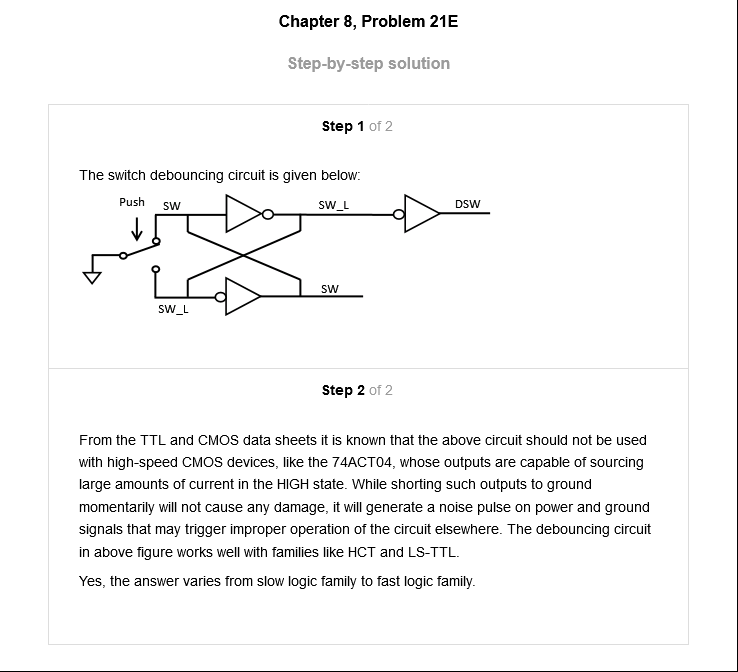 Chapter 8, Problem 21E
Step-by-step solution
Step 1 of 2
The switch debouncing circuit is given below:
Push
SW
SW_L
DSW
SW
SW_L
Step 2 of 2
From the TTL and CMOS data sheets it is known that the above circuit should not be used
with high-speed CMOS devices, like the 74ACT04, whose outputs are capable of sourcing
large amounts of current in the HIGH state. While shorting such outputs to ground
momentarily will not cause any damage, it will generate a noise pulse on power and ground
signals that may trigger improper operation of the circuit elsewhere. The debouncing circuit
in above figure works well with families like HCT and LS-TTL.
Yes, the answer varies from slow logic family to fast logic family.